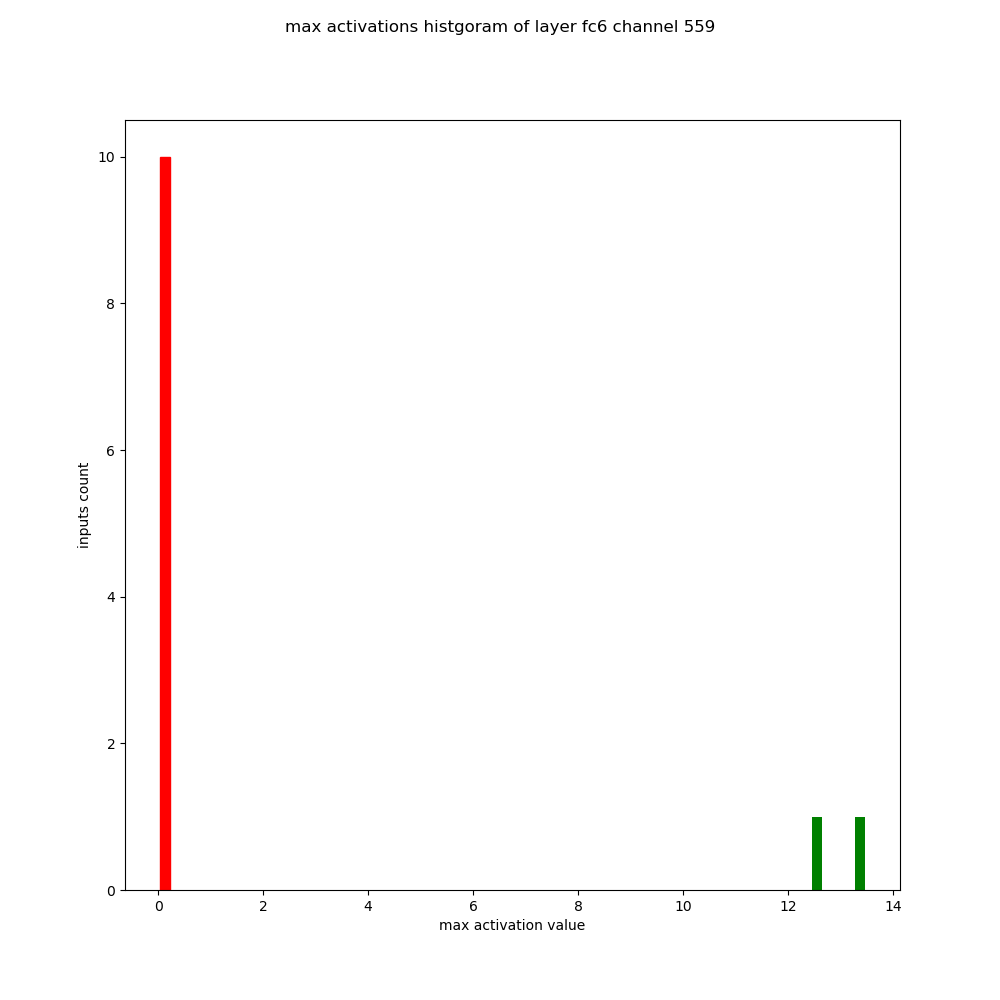 max activations histgoram of layer fc6 channel 559
10
8
6
4
2
0
inputs count
0 2 4 6 8 10 12 14
max activation value